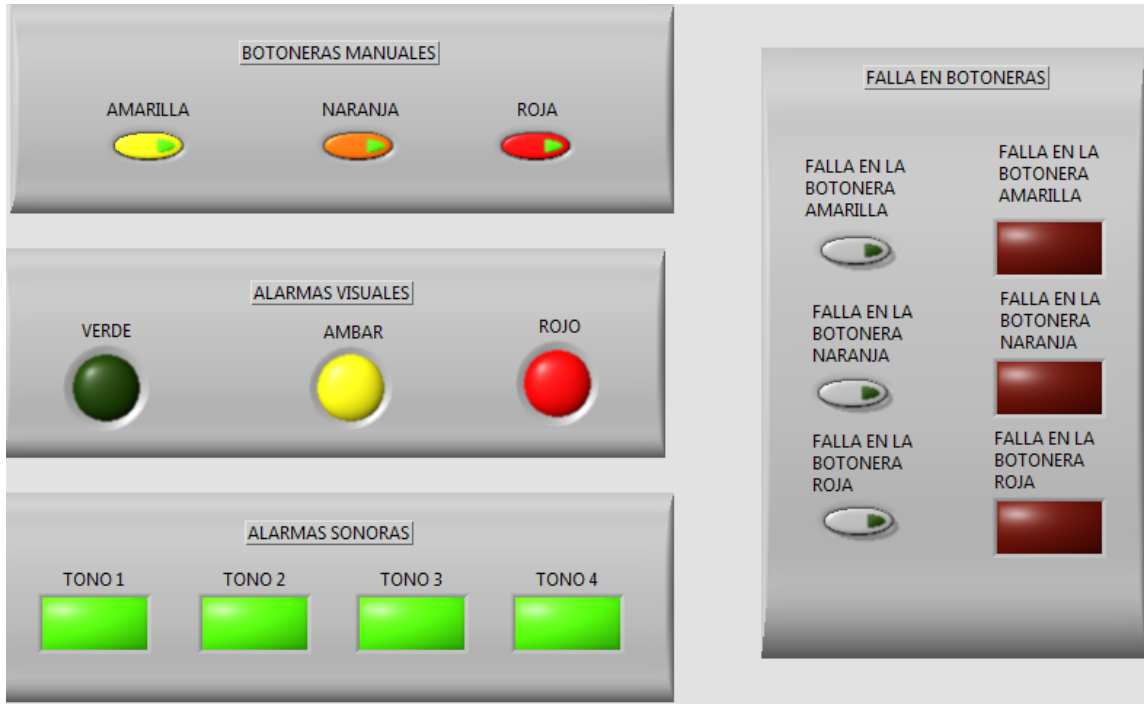 BOTONERAS MANUALES
AMARILLA
NARANJA
ROJA
ALARMAS VISUALES
VERDE
AMBAR
ROJO
ALARMAS SONORAS
TONO 1
TONO 2
TONO 3
TONO 4
FALLA EN BOTONERAS
FALLA EN LA
BOTONERA
AMARILLA
FALLA EN LA
BOTONERA
AMARILLA
FALLA EN LA
BOTONERA
NARANJA
FALLA EN LA
BOTONERA
NARANJA
FALLA EN LA
BOTONERA
ROJA
FALLA EN LA
BOTONERA
ROJA